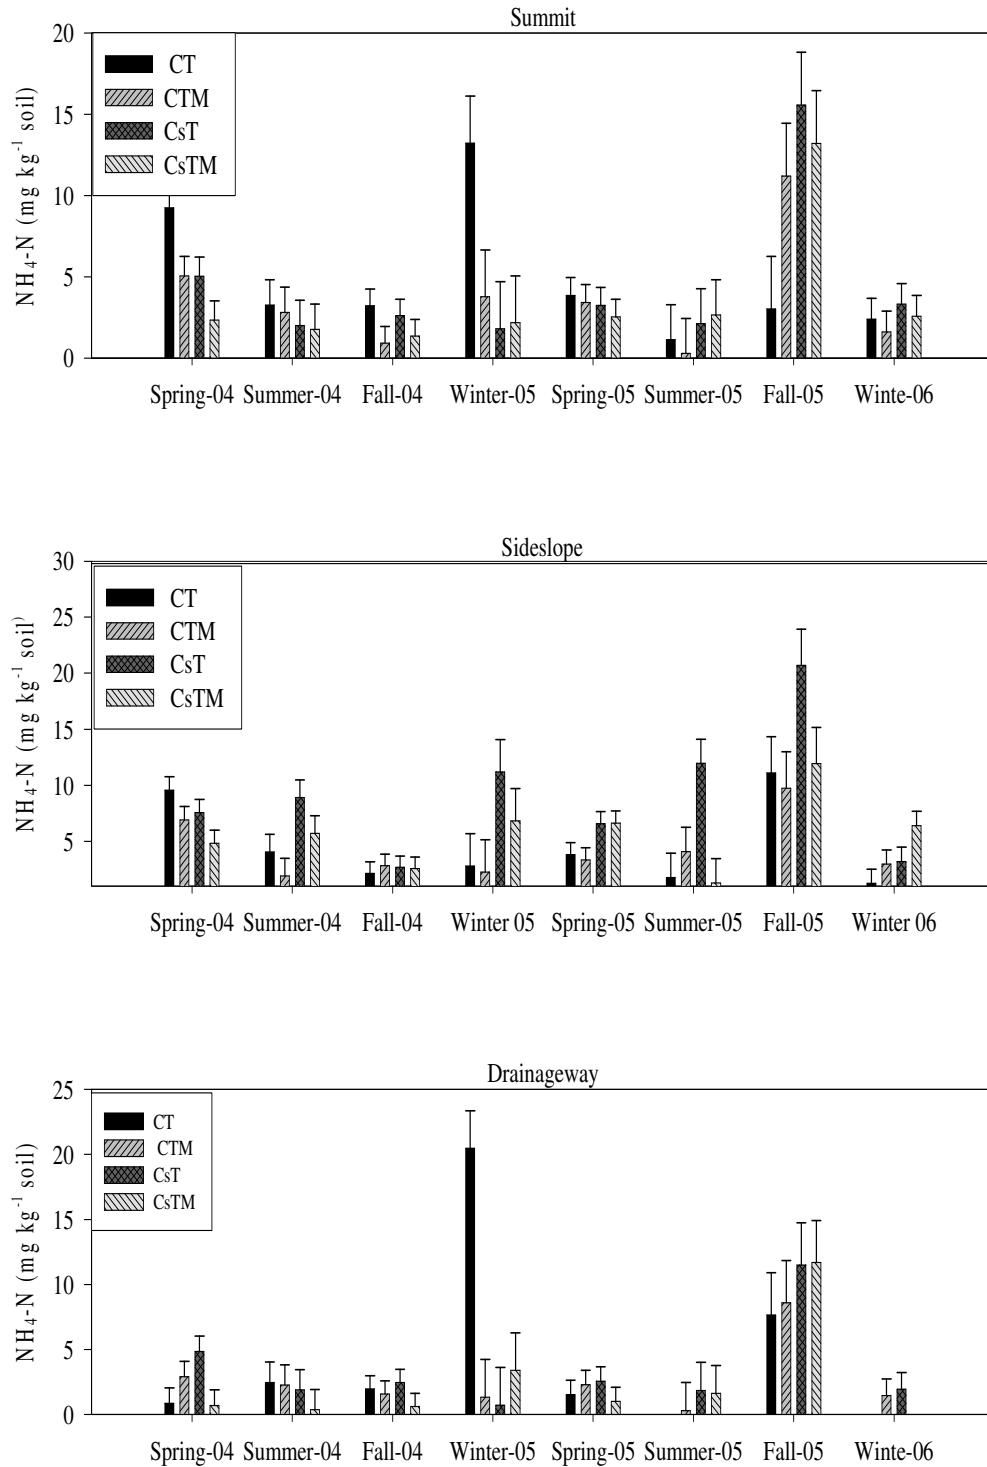 Summit
20
15
10
5
0
NH4-N (mg kg-1 soil)
CT
CTM
CsT
CsTM
Spring-04 Summer-04 Fall-04 Winter-05 Spring-05 Summer-05 Fall-05 Winte-06
Sideslope
30
25
20
15
10
5
NH4-N (mg kg-1 soil)
CT
CTM
CsT
CsTM
Spring-04 Summer-04 Fall-04 Winter 05 Spring-05 Summer-05 Fall-05 Winter 06
Drainageway
25
20
15
10
5
0
NH4-N (mg kg-1 soil)
CT
CTM
CsT
CsTM
Spring-04 Summer-04 Fall-04 Winter-05 Spring-05 Summer-05 Fall-05 Winte-06